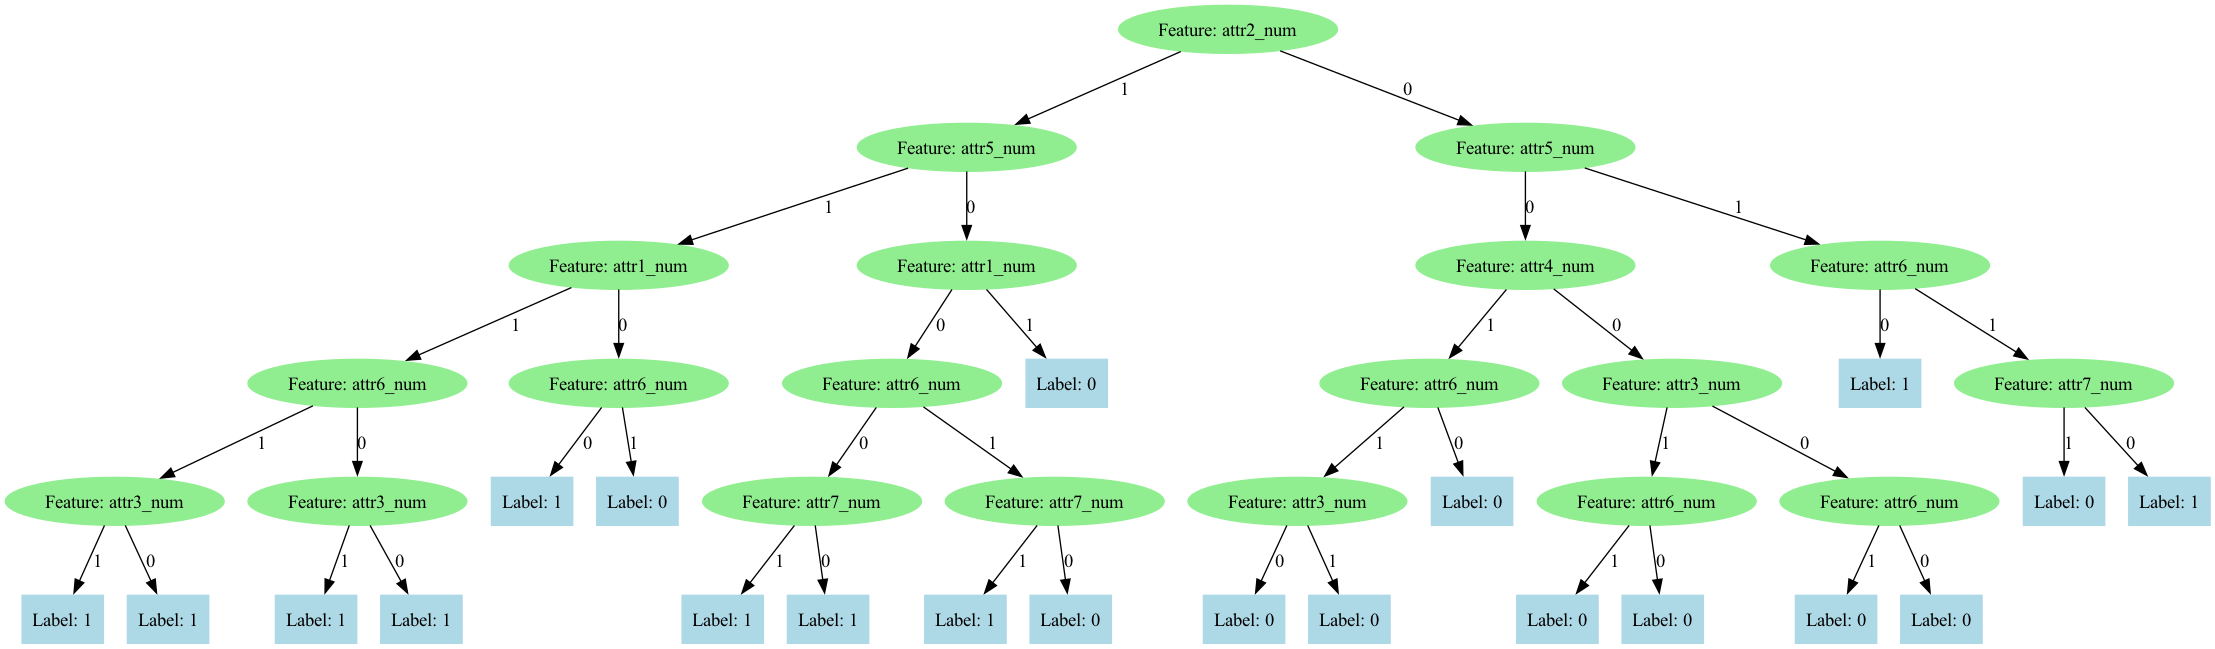 Feature: attr2_num
1
0
Feature: attr5_num
Feature: attr5_num
1
0
0
1
Feature: attr1_num
Feature: attr1_num
Feature: attr4_num
Feature: attr6_num
1
0
0
1
1
0
0
1
Feature: attr6_num
Feature: attr6_num
Feature: attr6_num
Label: 0
Feature: attr6_num
Feature: attr3_num
Label: 1
Feature: attr7_num
1
0
0
1
0
1
1
0
1
0
1
0
Feature: attr3_num
Feature: attr3_num
Label: 1
Label: 0
Feature: attr7_num
Feature: attr7_num
Feature: attr3_num
Label: 0
Feature: attr6_num
Feature: attr6_num
Label: 0
Label: 1
1
0
1
0
1
0
1
0
0
1
1
0
1
0
Label: 1
Label: 1
Label: 1
Label: 1
Label: 1
Label: 1
Label: 1
Label: 0
Label: 0
Label: 0
Label: 0
Label: 0
Label: 0
Label: 0